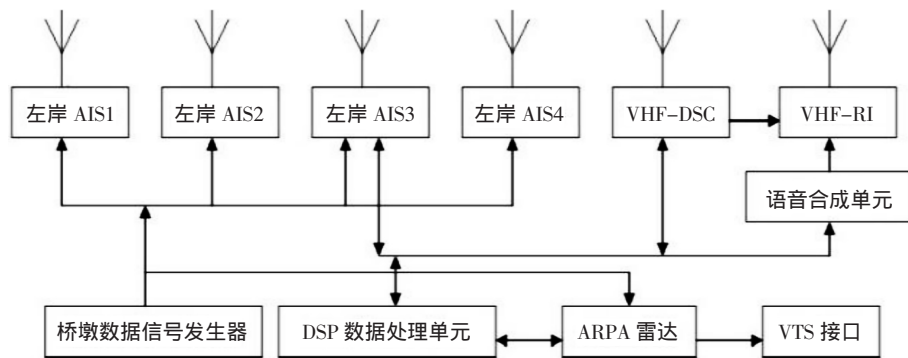 左岸 AIS1
左岸 AIS2
左岸 AIS3
左岸 AIS4
VHF-DSC
VHF-RI
语音合成单元
桥墩数据信号发生器
DSP 数据处理单元
ARPA 雷达
VTS 接口